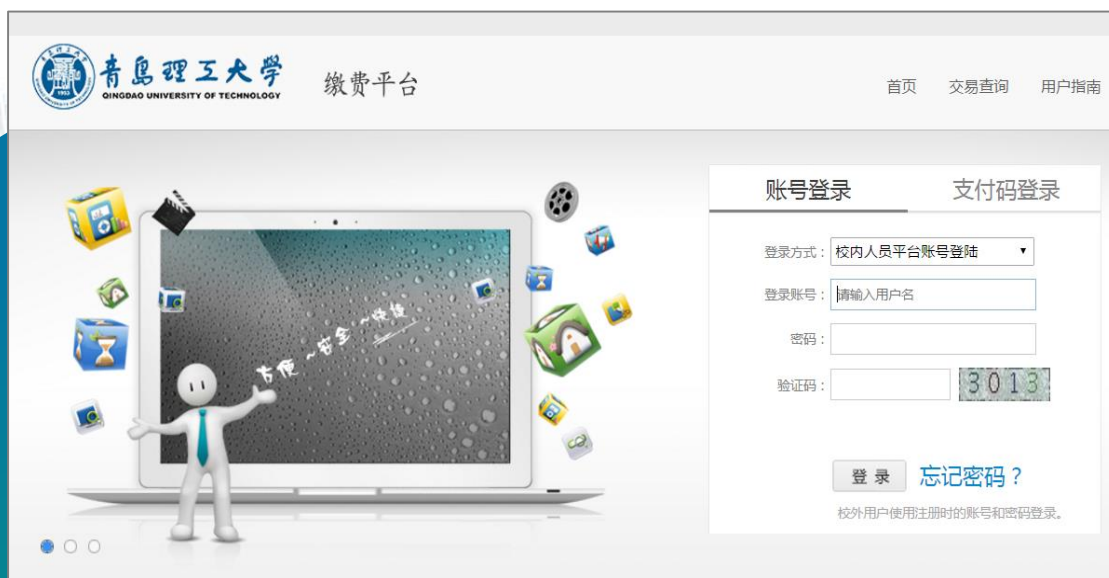 青岛理工大学
QINGDAO UNIVERSITY OF TECHNOLOGY
缴费平台
首页 交易查询 用户指南
方便~安全~快捷
账号登录 支付码登录
登录方式: 校内人员平台账号登陆
登录账号: 请输入用户名
密码:
验证码: 3013
登 录 忘记密码?
校外用户使用注册时的账号和密码登录。